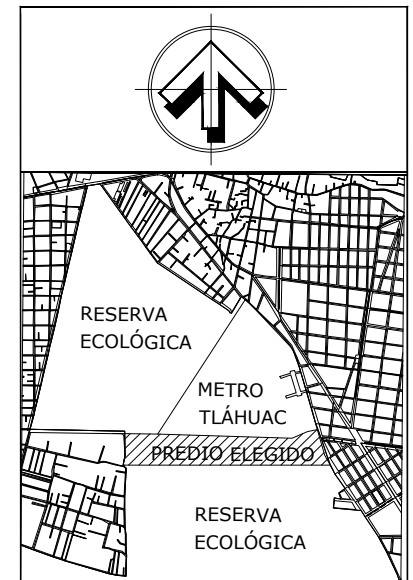 RESERVA
ECOLÓGICA
METRO
TLÁHUAC
PREDIO ELEGIDO
RESERVA
ECOLÓGICA